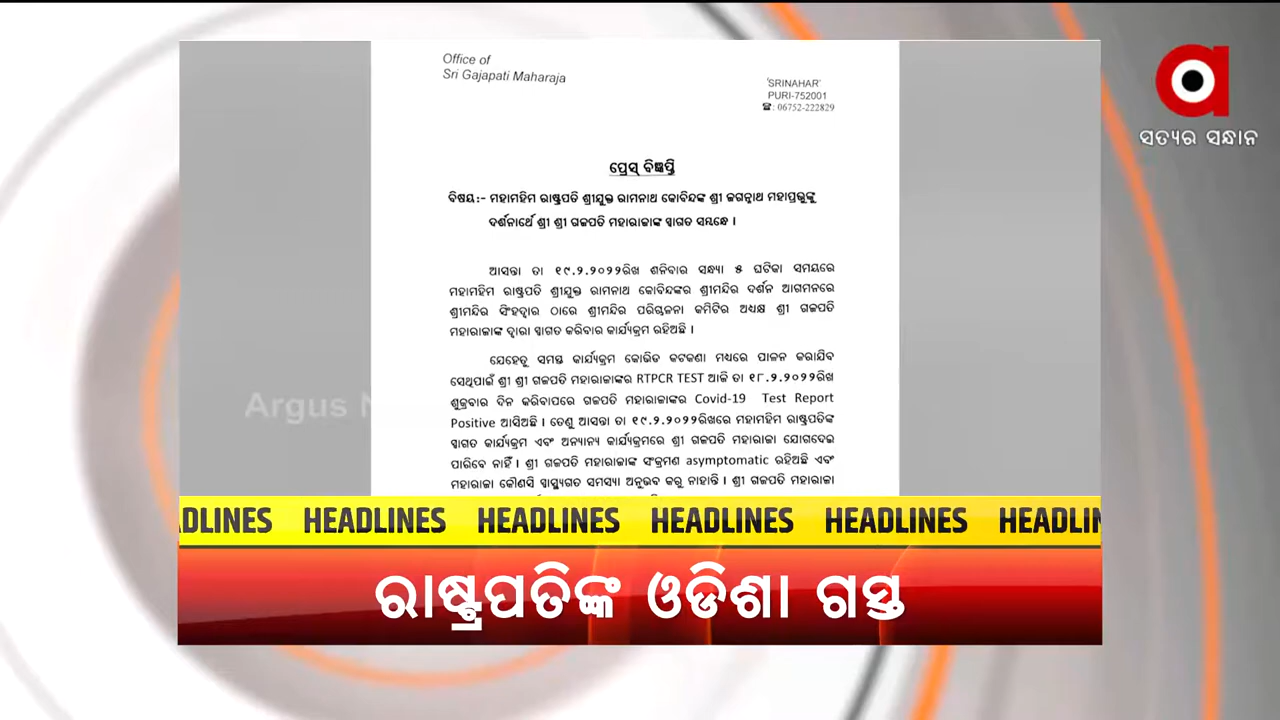 Office of
Sri Gajapati Maharaja
'SRINAHAR'
PURI-752001
☎: 06752-222829
ସତ୍ୟର ସନ୍ଧାନ
ପ୍ରେସ୍ ବିଜ୍ଞପ୍ତି
ବିଷୟ:- ମହାମହିମ ରାଷ୍ଟ୍ରପତି ଶ୍ରୀଯୁକ୍ତ ରାମନାଥ କୋବିନ୍ଦଙ୍କ ଶ୍ରୀ ଜଗନ୍ନାଥ ମହାପ୍ରଭୁଙ୍କୁ
ଦର୍ଶନାର୍ଥେ ଶ୍ରୀ ଶ୍ରୀ ଗଜପତି ମହାରାଜାଙ୍କ ସ୍ୱାଗତ ସମ୍ବନ୍ଧେ ।
ଆସନ୍ତା ତା ୧୯.୨.୨୦୨୨ରିଖ ଶନିବାର ସନ୍ଧ୍ୟା ୫ ଘଟିକା ସମୟରେ
ମହାମହିମ ରାଷ୍ଟ୍ରପତି ଶ୍ରୀଯୁକ୍ତ ରାମନାଥ କୋବିନ୍ଦଙ୍କର ଶ୍ରୀମନ୍ଦିର ଦର୍ଶନ ଆଗମନରେ
ଶ୍ରୀମନ୍ଦିର ସିଂହଦ୍ୱାର ଠାରେ ଶ୍ରୀମନ୍ଦିର ପରିଚାଳନା କମିଟିର ଅଧ୍ୟକ୍ଷ ଶ୍ରୀ ଗଜପତି
ମହାରାଜାଙ୍କ ଦ୍ୱାରା ସ୍ୱାଗତ କରିବାର କାର୍ଯ୍ୟକ୍ରମ ରହିଅଛି ।
ଯେହେତୁ ସମସ୍ତ କାର୍ଯ୍ୟକ୍ରମ କୋଭିଡ କଟକଣା ମଧ୍ୟରେ ପାଳନ କରାଯିବ
ସେଥିପାଇଁ ଶ୍ରୀ ଶ୍ରୀ ଗଜପତି ମହାରାଜାଙ୍କର RTPCR TEST ଆଜି ତା ୧୮.୨.୨୦୨୨ରିଖ
ଶୁକ୍ରବାର ଦିନ କରିବାପରେ ଗଜପତି ମହାରାଜାଙ୍କର Covid-19 Test Report
Positive ଆସିଅଛି । ତେଣୁ ଆସନ୍ତା ତା ୧୯.୨.୨୦୨୨ରିଖରେ ମହାମହିମ ରାଷ୍ଟ୍ରପତିଙ୍କ
ସ୍ୱାଗତ କାର୍ଯ୍ୟକ୍ରମ ଏବଂ ଅନ୍ୟାନ୍ୟ କାର୍ଯ୍ୟକ୍ରମରେ ଶ୍ରୀ ଗଜପତି ମହାରାଜା ଯୋଗଦେଇ
ପାରିବେ ନାହିଁ । ଶ୍ରୀ ଗଜପତି ମହାରାଜାଙ୍କ ସଂକ୍ରମଣ asymptomatic ରହିଅଛି ଏବଂ
ମହାରାଜା କୌଣସି ସ୍ୱାସ୍ଥ୍ୟଗତ ସମସ୍ୟା ଅନୁଭବ କରୁ ନାହାନ୍ତି । ଶ୍ରୀ ଗଜପତି ମହାରାଜା
Argus
HEADLINES HEADLINES HEADLINES HEADLINES
ରାଷ୍ଟ୍ରପତିଙ୍କ ଓଡିଶା ଗସ୍ତ